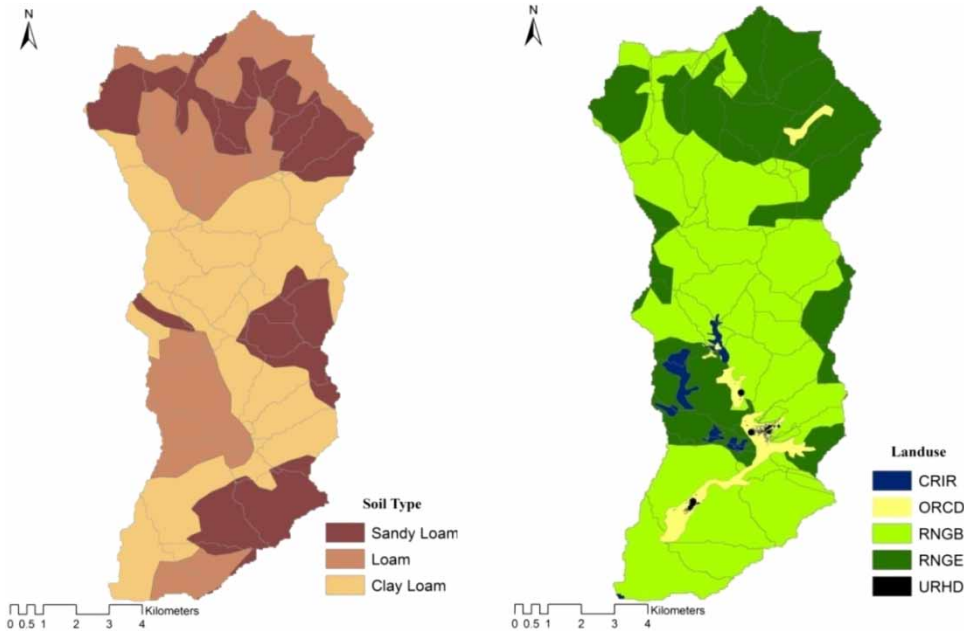 N
Soil Type
Sandy Loam
Loam
Clay Loam
Kilometers
0 0.5 1 2 3 4
N
Landuse
CRIR
ORCD
RNGB
RNGE
URHD
Kilometers
0 0.5 1 2 3 4